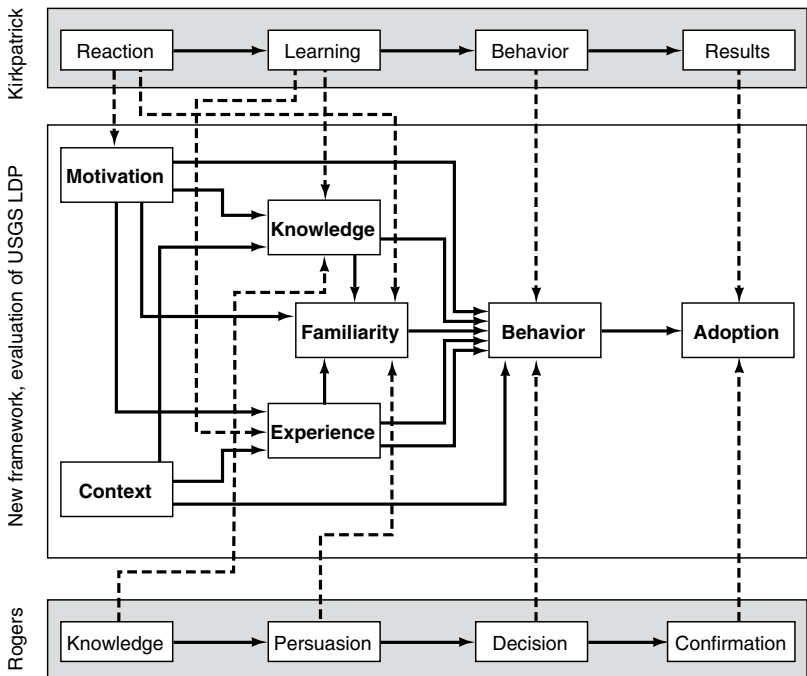 Kirkpatrick
Reaction
Learning
Behavior
Results
New framework, evaluation of USGS LDP
Motivation
Knowledge
Familiarity
Behavior
Adoption
Experience
Context
Rogers
Knowledge
Persuasion
Decision
Confirmation